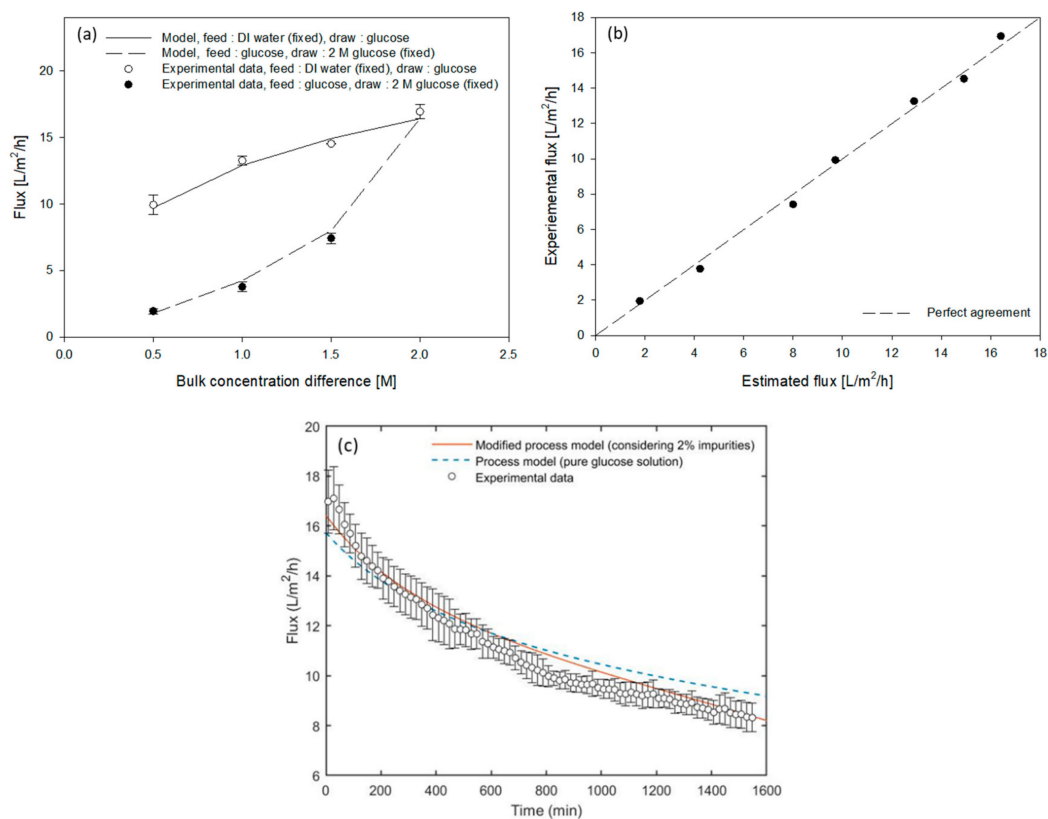 (a)
Model, feed : DI water (fixed), draw : glucose
Model, feed : glucose, draw : 2 M glucose (fixed)
Experimental data, feed : DI water (fixed), draw : glucose
Experimental data, feed : glucose, draw : 2 M glucose (fixed)
20
15
10
5
0
Flux [L/m²/h]
0.0 0.5 1.0 1.5 2.0 2.5
Bulk concentration difference [M]
(b)
18
16
14
12
10
8
6
4
2
0
Experiemental flux [L/m²/h]
Perfect agreement
0 2 4 6 8 10 12 14 16 18
Estimated flux [L/m²/h]
(c)
Modified process model (considering 2% impurities)
Process model (pure glucose solution)
Experimental data
20
18
16
14
12
10
8
6
Flux (L/m²/h)
0 200 400 600 800 1000 1200 1400 1600
Time (min)